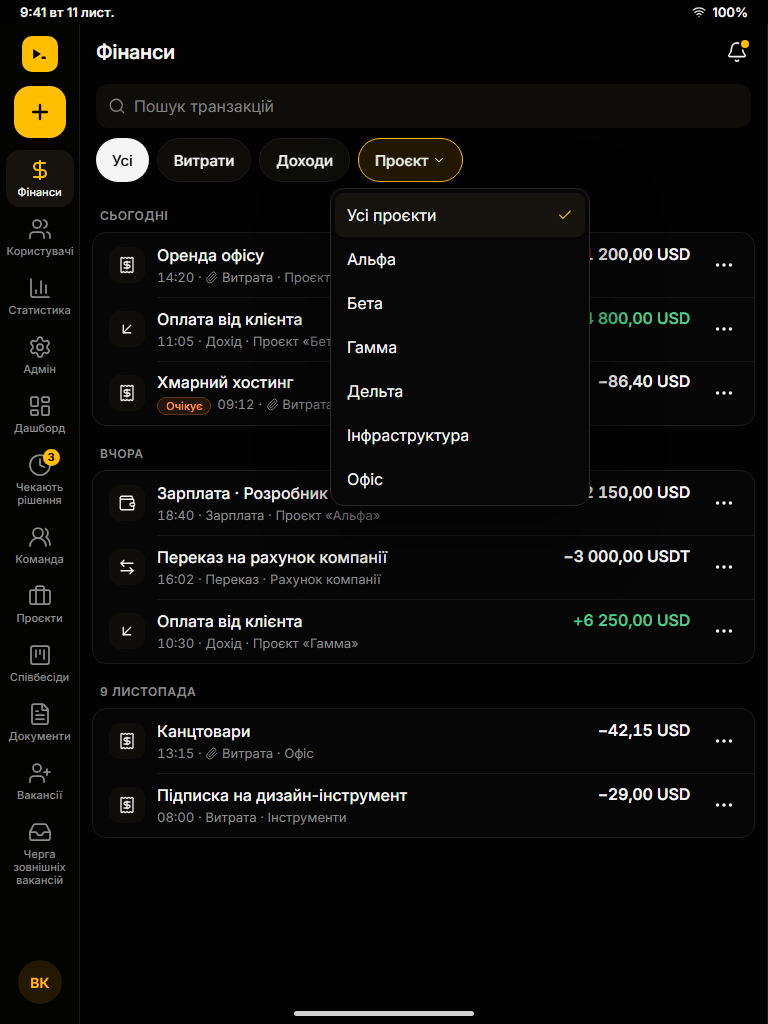 9:41 вт 11 лист.
100%
Фінанси
Пошук транзакцій
Усі
Витрати
Доходи
Проєкт
Усі проєкти
Альфа
Бета
Гамма
Дельта
Інфраструктура
Офіс
СЬОГОДНІ
Оренда офісу
200,00 USD
14:20 · Витрата · Проєкт
Оплата від клієнта
800,00 USD
11:05 · Дохід · Проєкт
Хмарний хостинг
−86,40 USD
Очікує
09:12 · Витрата
ВЧОРА
Зарплата · Розробник
150,00 USD
18:40 · Зарплата · Проєкт «Альфа»
Переказ на рахунок компанії
−3 000,00 USDT
16:02 · Переказ · Рахунок компанії
Оплата від клієнта
+6 250,00 USD
10:30 · Дохід · Проєкт «Гамма»
9 ЛИСТОПАДА
Канцтовари
−42,15 USD
13:15 · Витрата · Офіс
Підписка на дизайн-інструмент
−29,00 USD
08:00 · Витрата · Інструменти
Фінанси
Користувачі
Статистика
Адмін
Дашборд
3
Чекають
рішення
Команда
Проєкти
Співбесіди
Документи
Вакансії
Черга
зовнішніх
вакансій
ВК